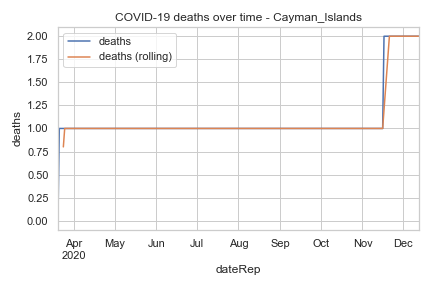 COVID-19 deaths over time - Cayman_Islands
deaths
deaths (rolling)
2.00
1.75
1.50
1.25
1.00
0.75
0.50
0.25
0.00
deaths
Apr May Jun Jul Aug Sep Oct Nov Dec
2020
dateRep